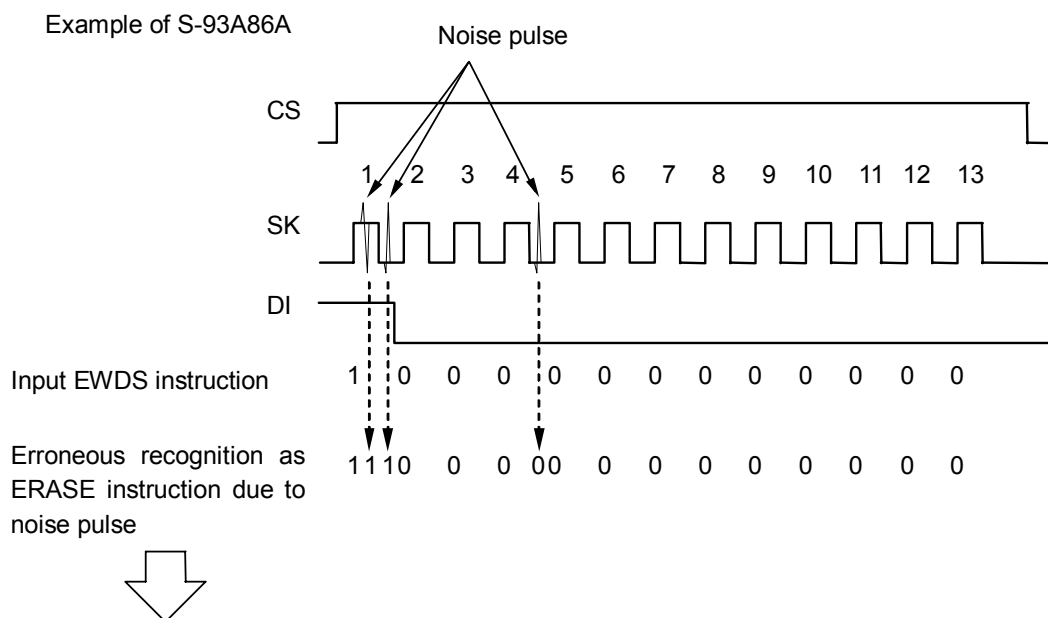 Example of S-93A86A
Noise pulse
CS
1 2 3 4 5 6 7 8 9 10 11 12 13
SK
DI
Input EWDS instruction 1 0 0 0 0 0 0 0 0 0 0 0 0
Erroneous recognition as 1 1 1 0 0 0 0 0 0 0 0 0 0 0 0 0
ERASE instruction due to
noise pulse